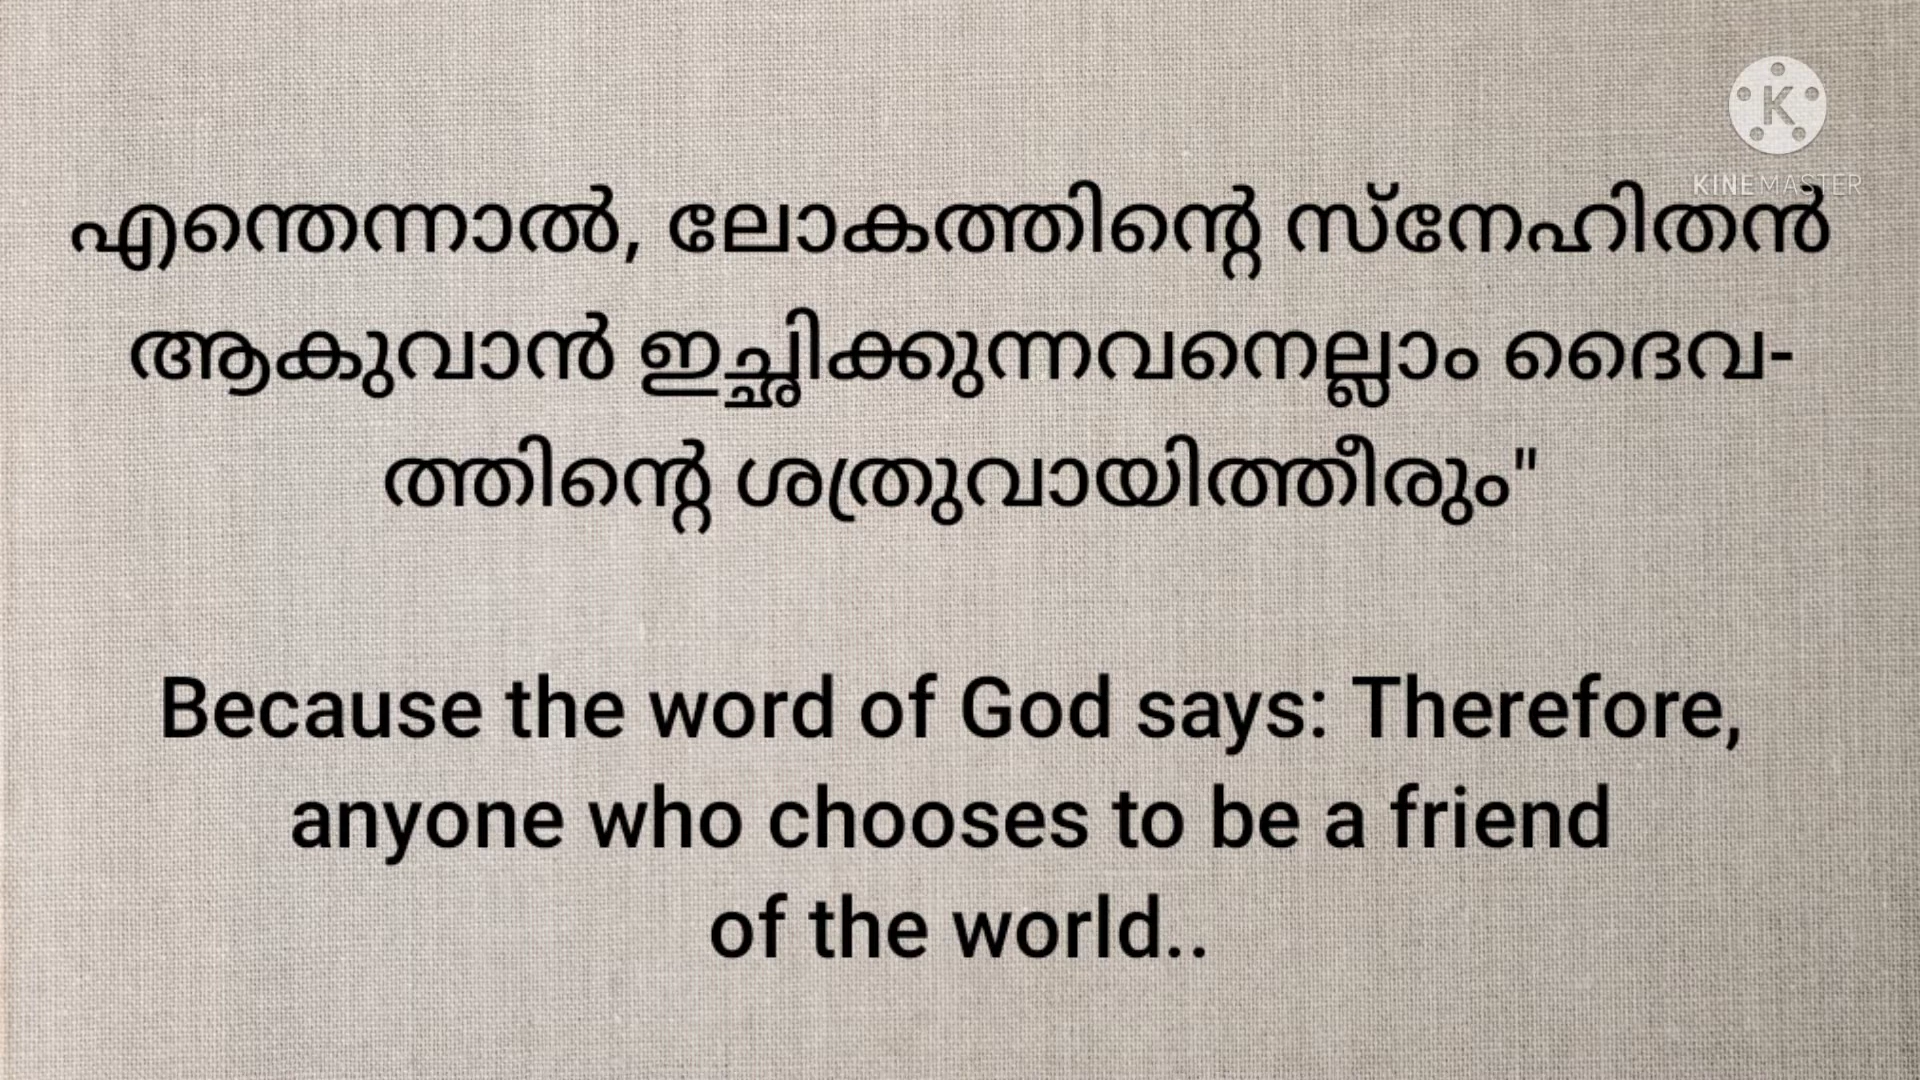 KINEMASTER
എന്തെന്നാൽ, ലോകത്തിന്റെ സ്നേഹിതൻ
ആകുവാൻ ഇച്ഛിക്കുന്നവനെല്ലാം ദൈവ-
ത്തിന്റെ ശത്രുവായിത്തീരും"
Because the word of God says: Therefore,
anyone who chooses to be a friend
of the world..